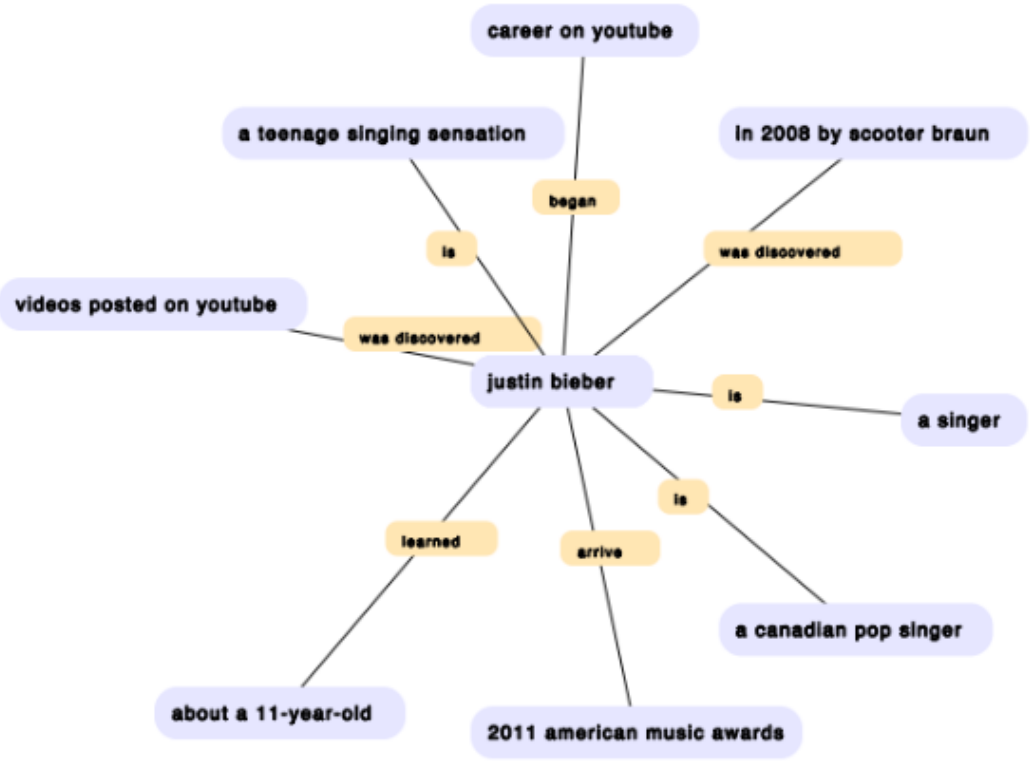 career on youtube
a teenage singing sensation
in 2008 by scooter braun
began
is
was discovered
videos posted on youtube
was discovered
justin bieber
is
a singer
is
learned
arrive
a canadian pop singer
about a 11-year-old
2011 american music awards